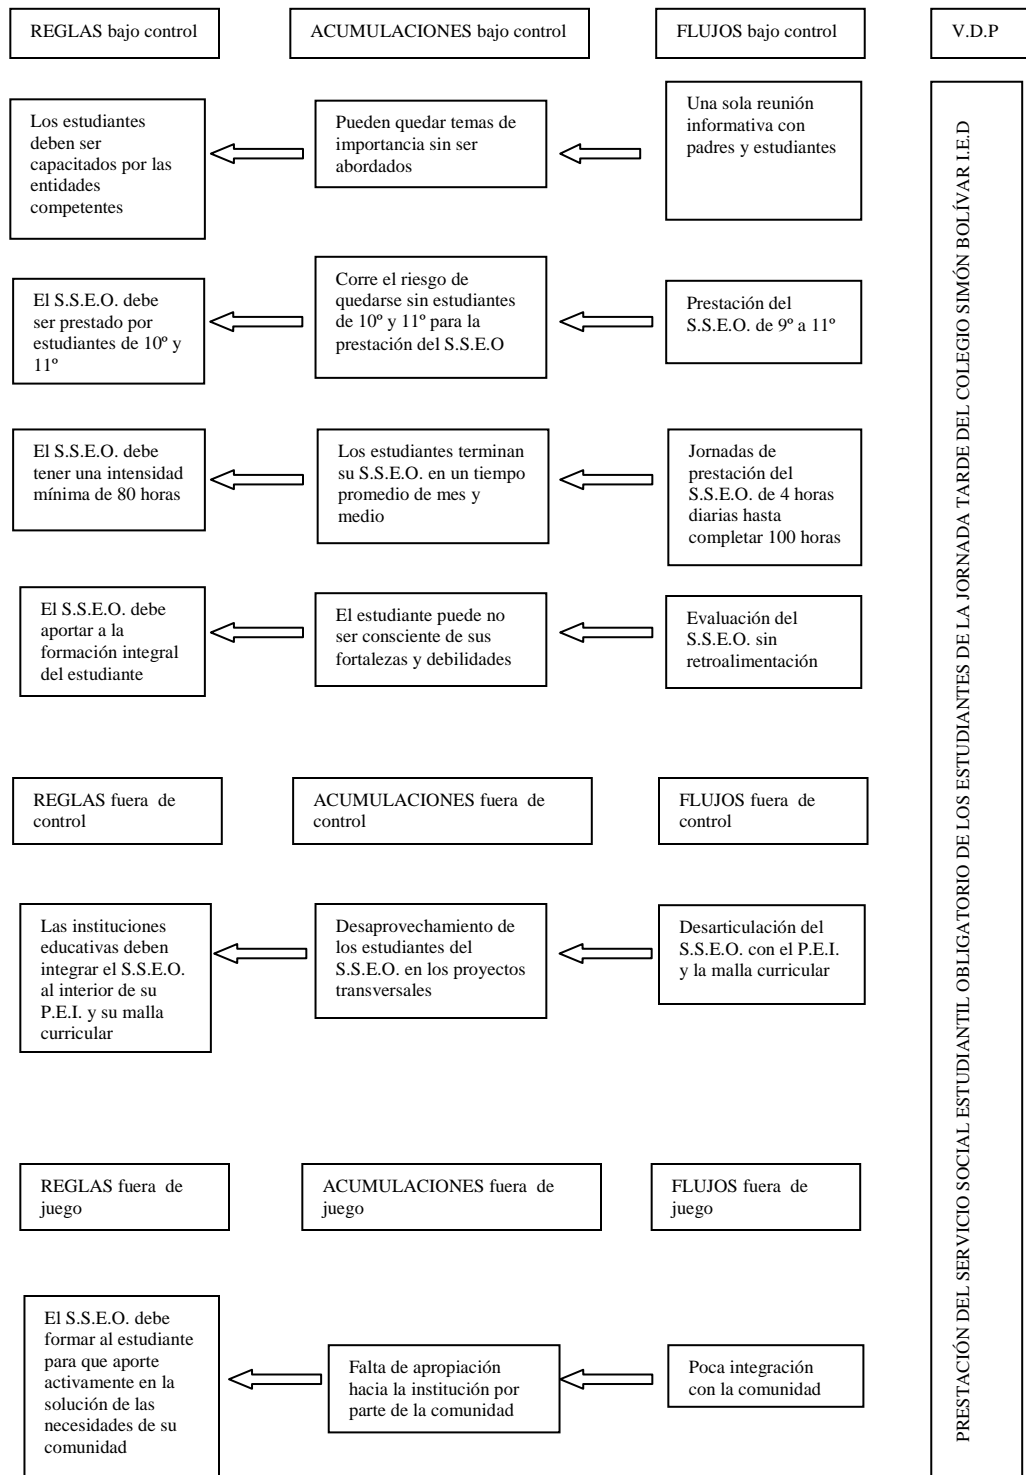 REGLAS bajo control
ACUMULACIONES bajo control
FLUJOS bajo control
V.D.P
Los estudiantes
deben ser
capacitados por las
entidades
competentes
Pueden quedar temas de
importancia sin ser
abordados
Una sola reunión
informativa con
padres y estudiantes
El S.S.E.O. debe
ser prestado por
estudiantes de 10º y
11º
Corre el riesgo de
quedarse sin estudiantes
de 10º y 11º para la
prestación del S.S.E.O
Prestación del
S.S.E.O. de 9º a 11º
El S.S.E.O. debe
tener una intensidad
mínima de 80 horas
Los estudiantes terminan
su S.S.E.O. en un tiempo
promedio de mes y
medio
Jornadas de
prestación del
S.S.E.O. de 4 horas
diarias hasta
completar 100 horas
El S.S.E.O. debe
aportar a la
formación integral
del estudiante
El estudiante puede no
ser consciente de sus
fortalezas y debilidades
Evaluación del
S.S.E.O. sin
retroalimentación
REGLAS fuera de
control
ACUMULACIONES fuera de
control
FLUJOS fuera de
control
Las instituciones
educativas deben
integrar el S.S.E.O.
al interior de su
P.E.I. y su malla
curricular
Desaprovechamiento de
los estudiantes del
S.S.E.O. en los proyectos
transversales
Desarticulación del
S.S.E.O. con el P.E.I.
y la malla curricular
REGLAS fuera de
juego
ACUMULACIONES fuera de
juego
FLUJOS fuera de
juego
El S.S.E.O. debe
formar al estudiante
para que aporte
activamente en la
solución de las
necesidades de su
comunidad
Falta de apropiación
hacia la institución por
parte de la comunidad
Poca integración
con la comunidad
PRESTACIÓN DEL SERVICIO SOCIAL ESTUDIANTIL OBLIGATORIO DE LOS ESTUDIANTES DE LA JORNADA TARDE DEL COLEGIO SIMÓN BOLÍVAR I.E.D